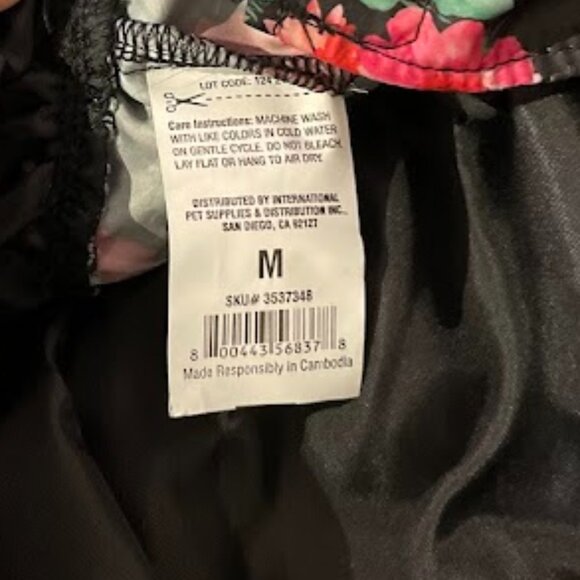 LOT CODE: 124
Care Instructions: MACHINE WASH
WITH LIKE COLORS IN COLD WATER
ON GENTLE CYCLE. DO NOT BLEACH.
LAY FLAT OR HANG TO AIR DRY.
DISTRIBUTED BY INTERNATIONAL
PET SUPPLIES & DISTRIBUTION INC.,
SAN DIEGO, CA 92127
M
SKU# 3537348
8 00443 56837 8
Made Responsibly in Cambodia